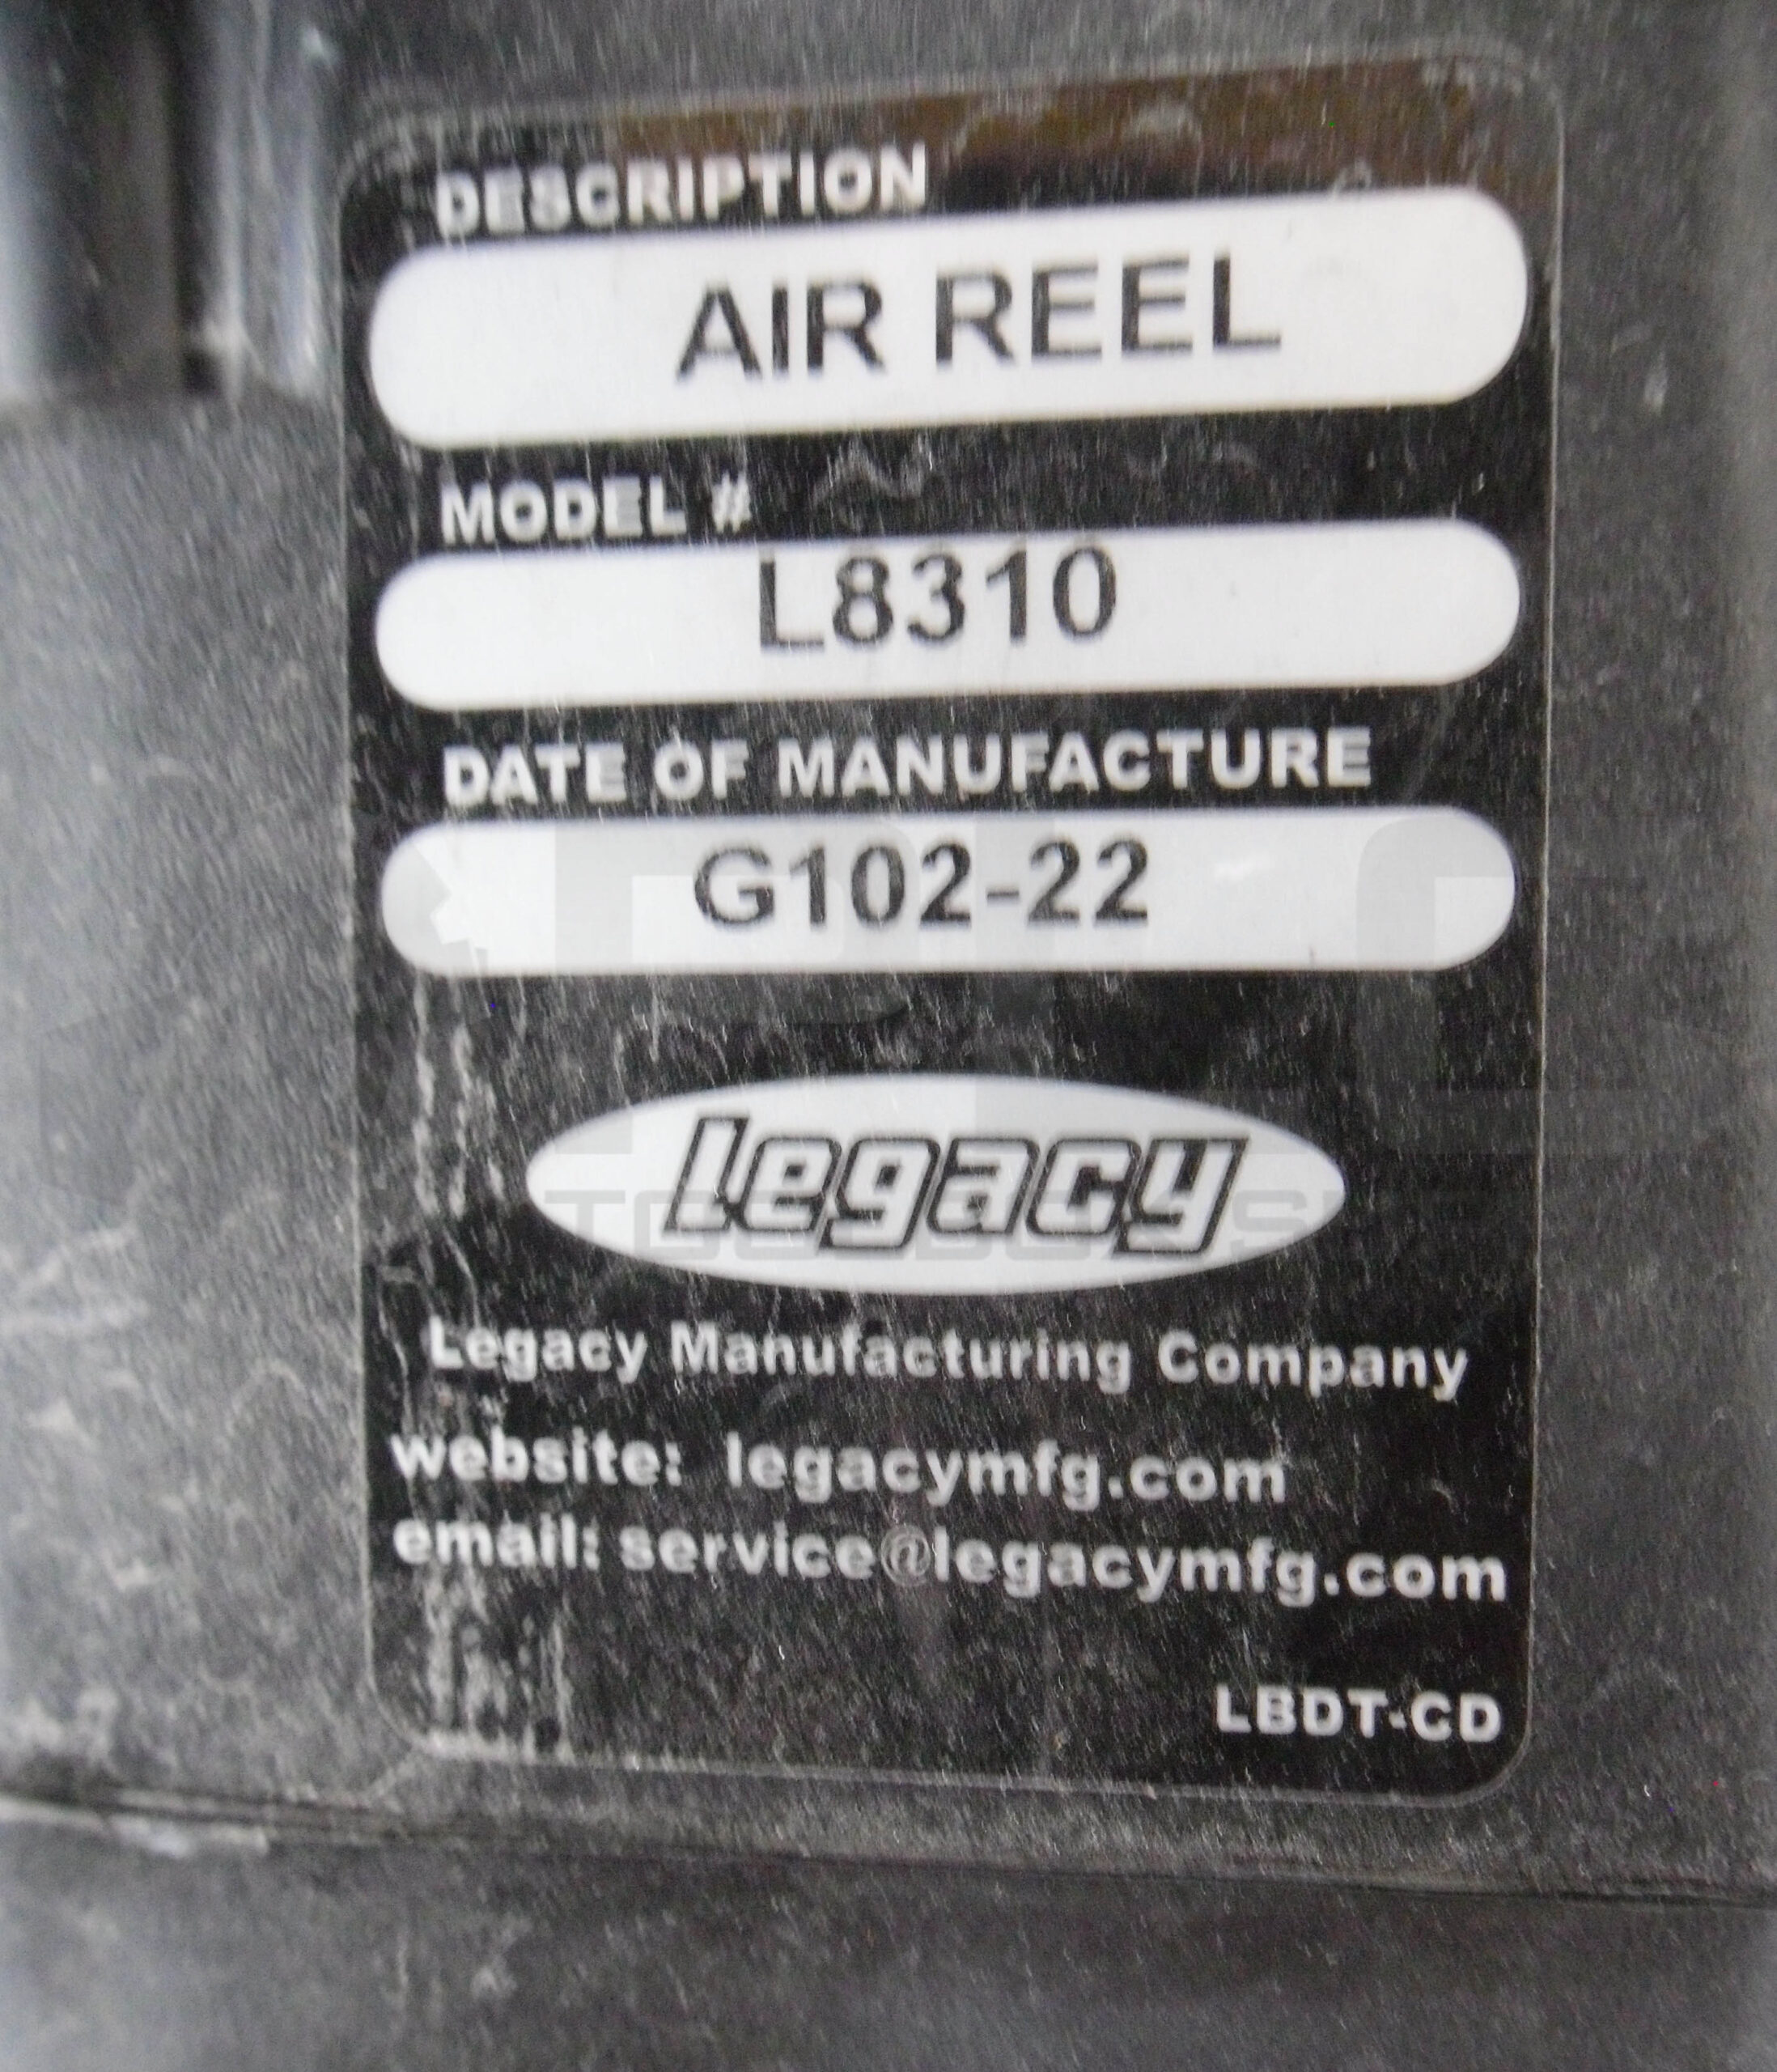 DESCRIPTION
AIR REEL
MODEL #
L8310
DATE OF MANUFACTURE
G102-22
Legacy
Legacy Manufacturing Company
website: legacymfg.com
email: service@legacymfg.com
LBDT-CD